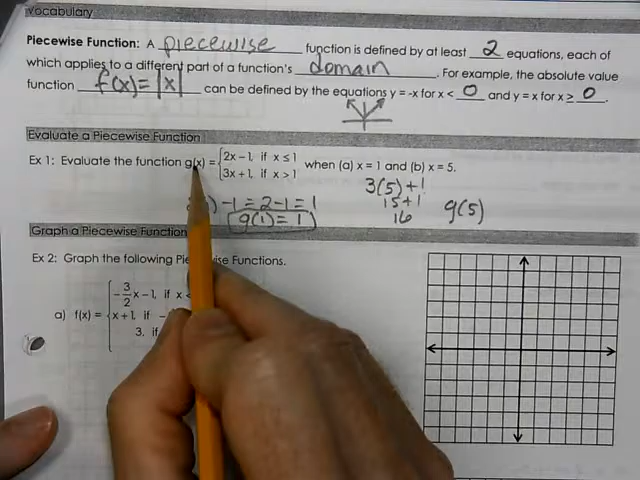 Vocabulary
Piecewise Function: A piecewise function is defined by at least 2 equations, each of
which applies to a different part of a function's domain. For example, the absolute value
function f(x) = |x| can be defined by the equations y = -x for x < 0 and y = x for x ≥ 0.
Evaluate a Piecewise Function
Ex 1: Evaluate the function g(x) = { 2x – 1, if x ≤ 1 when (a) x = 1 and (b) x = 5.
3x + 1, if x > 1
3(5) + 1
) - 1 = 2 - 1 = 1
15 + 1
g(1) = 1
16
g(5)
Graph a Piecewise Function
Ex 2: Graph the following Piecewise Functions.
-3/2x – 1, if x
a) f(x) = { x + 1, if –
3, if